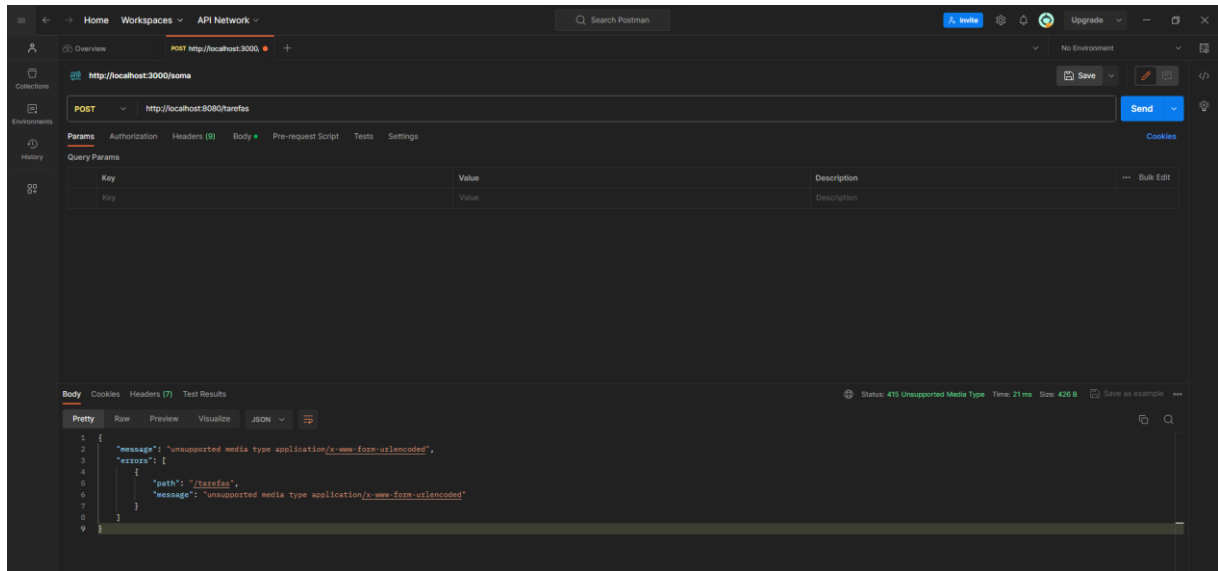 Home Workspaces API Network Search Postman Invite Upgrade
Overview POST http://localhost:3000, No Environment
Collections
http://localhost:3000/soma Save
Environments
POST http://localhost:8080/tarefas Send
History
Params Authorization Headers (9) Body Pre-request Script Tests Settings Cookies
Query Params
Key Value Description Bulk Edit
Key Value Description
Body Cookies Headers (7) Test Results Status: 415 Unsupported Media Type Time: 21 ms Size: 426 B Save as example
Pretty Raw Preview Visualize JSON
1 {
2 "message": "unsupported media type application/x-www-form-urlencoded",
3 "errors": [
4 {
5 "path": "/tarefas",
6 "message": "unsupported media type application/x-www-form-urlencoded"
7 }
8 ]
9 }